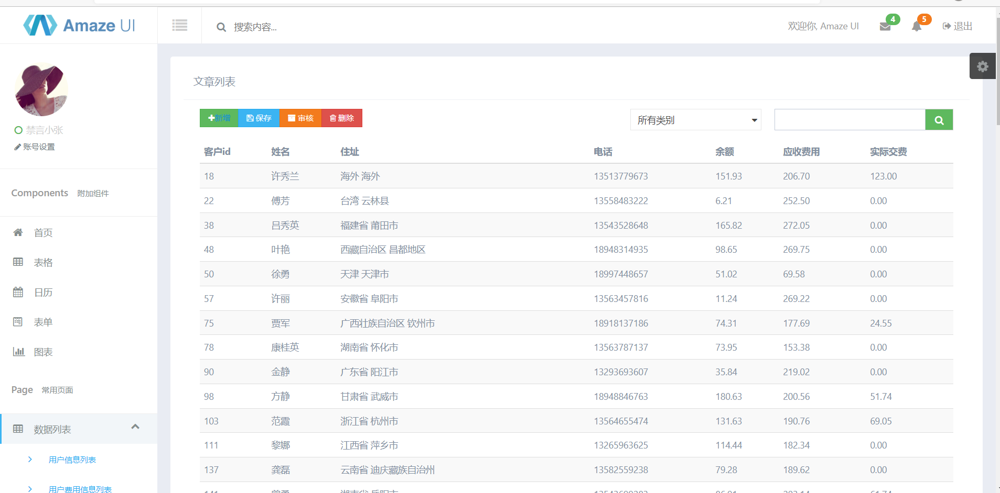 Amaze UI
搜索内容...
欢迎你, Amaze UI
4
5
退出
禁言小张
账号设置
Components 附加组件
首页
表格
日历
表单
图表
Page 常用页面
数据列表
用户信息列表
用户费用信息列表
文章列表
新增 保存 审核 删除
所有类别
客户id 姓名 住址 电话 余额 应收费用 实际交费
18 许秀兰 海外 海外 13513779673 151.93 206.70 123.00
22 傅芳 台湾 云林县 13558483222 6.21 252.50 0.00
38 吕秀英 福建省 莆田市 13543528648 165.82 272.05 0.00
48 叶艳 西藏自治区 昌都地区 18948314935 98.65 269.75 0.00
50 徐勇 天津 天津市 18997448657 51.02 69.58 0.00
57 许丽 安徽省 阜阳市 13563457816 11.24 269.22 0.00
75 贾军 广西壮族自治区 钦州市 18918137186 74.31 177.69 24.55
78 康桂英 湖南省 怀化市 13563787137 73.95 153.38 0.00
90 金静 广东省 阳江市 13293693607 35.84 219.02 0.00
98 方静 甘肃省 武威市 18948846763 180.63 200.56 51.74
103 范霞 浙江省 杭州市 13564655474 131.63 190.76 69.05
111 黎娜 江西省 萍乡市 13265963625 114.44 182.34 0.00
137 龚磊 云南省 迪庆藏族自治州 13582559238 79.28 189.62 0.00